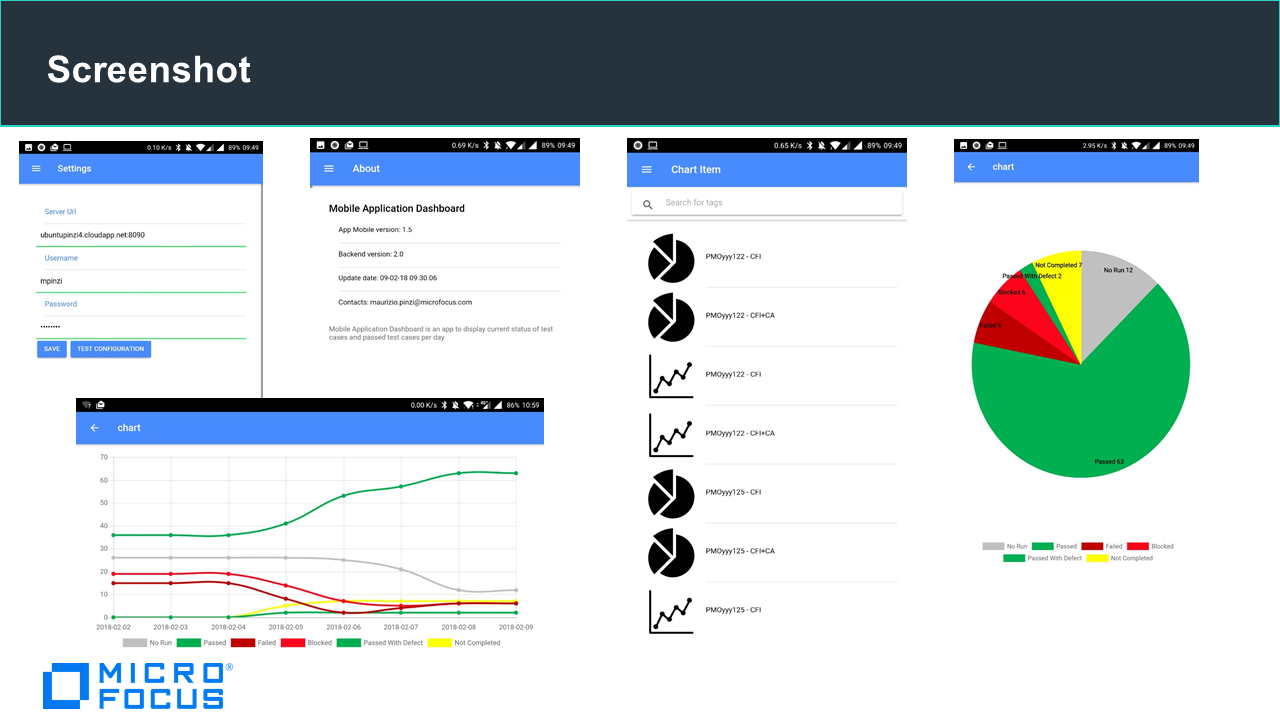 Screenshot
0.10 K/s 89% 09:49
Settings
Server Url
ubuntupinzi4.cloudapp.net:8090
Username
mpinzi
Password
••••••••
SAVE TEST CONFIGURATION
0.69 K/s 89% 09:49
About
Mobile Application Dashboard
App Mobile version: 1.5
Backend version: 2.0
Update date: 09-02-18 09.30.06
Contacts: maurizio.pinzi@microfocus.com
Mobile Application Dashboard is an app to display current status of test
cases and passed test cases per day
0.65 K/s 89% 09:49
Chart Item
Search for tags
PMOyyy122 - CFI
PMOyyy122 - CFI+CA
PMOyyy122 - CFI
PMOyyy122 - CFI+CA
PMOyyy125 - CFI
PMOyyy125 - CFI+CA
PMOyyy125 - CFI
2.95 K/s 89% 09:49
chart
Not Completed 7
No Run 12
Passed With Defect 2
Blocked 6
Failed 6
Passed 63
No Run Passed Failed Blocked
Passed With Defect Not Completed
0.00 K/s 86% 10:59
chart
70
60
50
40
30
20
10
0
2018-02-02 2018-02-03 2018-02-04 2018-02-05 2018-02-06 2018-02-07 2018-02-08 2018-02-09
No Run Passed Failed Blocked Passed With Defect Not Completed
MICRO®
FOCUS